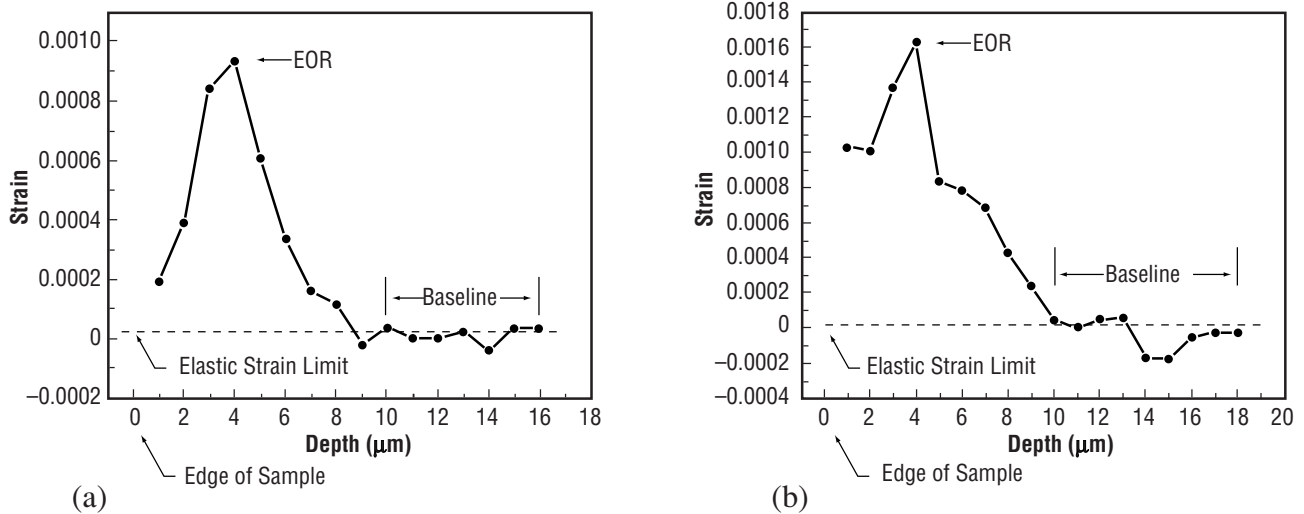 0.0010
0.0008
0.0006
0.0004
0.0002
0
–0.0002
Strain
EOR
Baseline
Elastic Strain Limit
0 2 4 6 8 10 12 14 16 18
Depth (μm)
Edge of Sample
(a)
0.0018
0.0016
0.0014
0.0012
0.0010
0.0008
0.0006
0.0004
0.0002
0
–0.0002
–0.0004
Strain
EOR
Baseline
Elastic Strain Limit
0 2 4 6 8 10 12 14 16 18 20
Depth (μm)
Edge of Sample
(b)